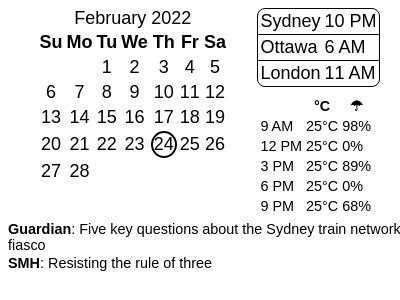 February 2022
Su Mo Tu We Th Fr Sa
1 2 3 4 5
6 7 8 9 10 11 12
13 14 15 16 17 18 19
20 21 22 23 24 25 26
27 28
Sydney 10 PM
Ottawa 6 AM
London 11 AM
°C ☂
9 AM 25°C 98%
12 PM 25°C 0%
3 PM 25°C 89%
6 PM 25°C 0%
9 PM 25°C 68%
Guardian: Five key questions about the Sydney train network
fiasco
SMH: Resisting the rule of three